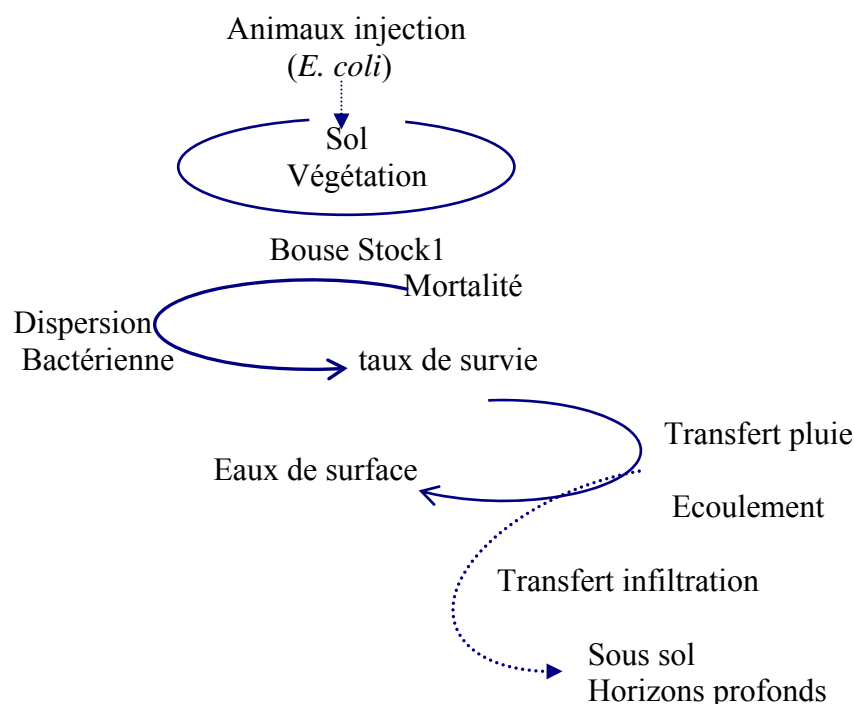 Animaux injection
(E. coli)
Sol
Végétation
Bouse Stock1
Mortalité
Dispersion
Bactérienne
taux de survie
Transfert pluie
Eaux de surface
Ecoulement
Transfert infiltration
Sous sol
Horizons profonds